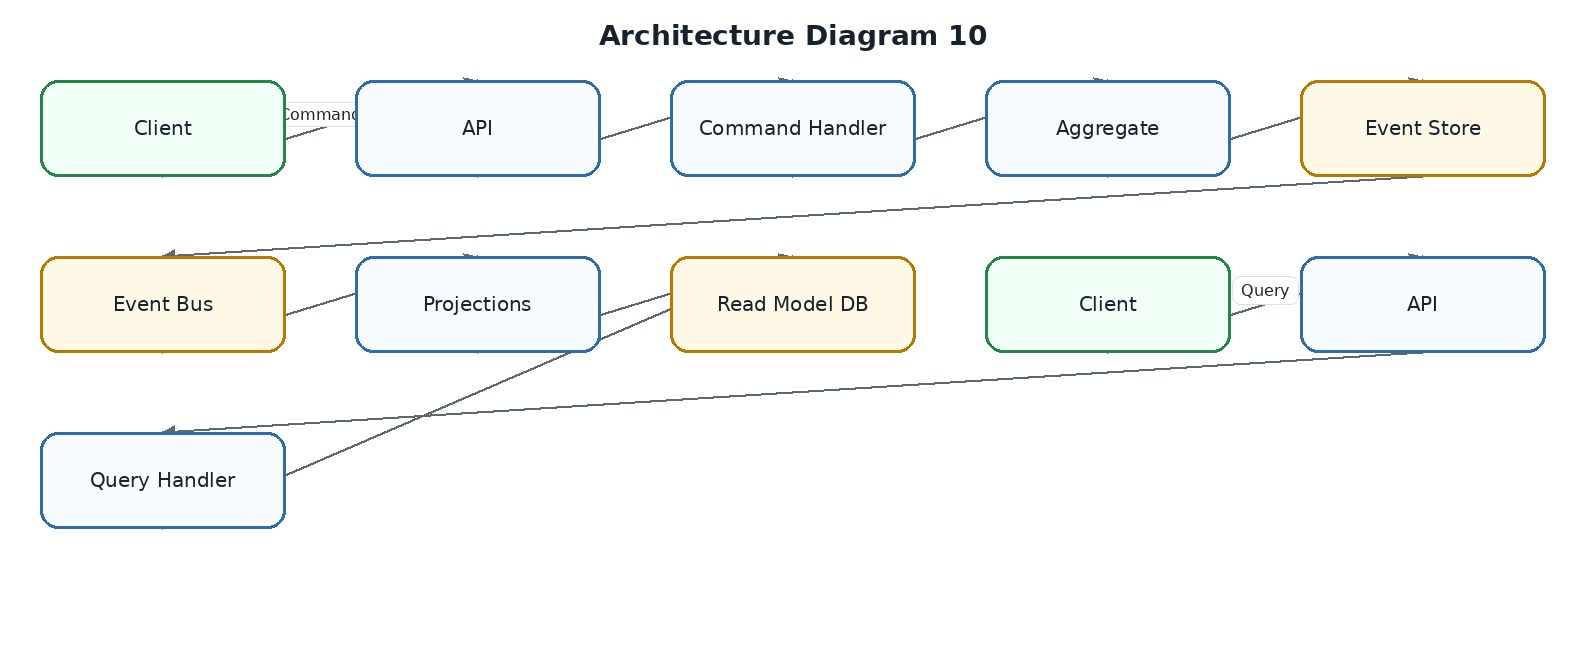 Architecture Diagram 10
Client
Command
API
Command Handler
Aggregate
Event Store
Event Bus
Projections
Read Model DB
Client
Query
API
Query Handler